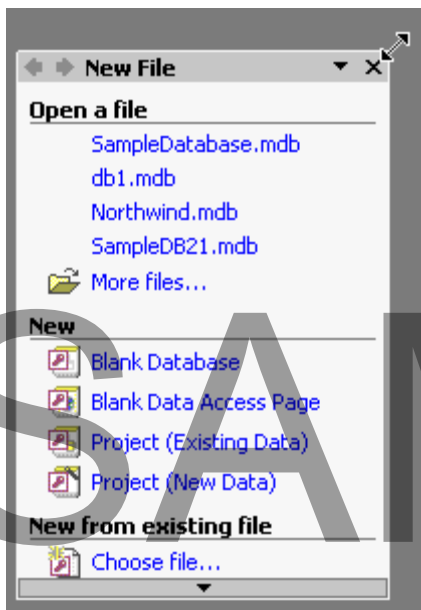 New File
Open a file
SampleDatabase.mdb
db1.mdb
Northwind.mdb
SampleDB21.mdb
More files...
New
Blank Database
Blank Data Access Page
Project (Existing Data)
Project (New Data)
New from existing file
Choose file...
SAM